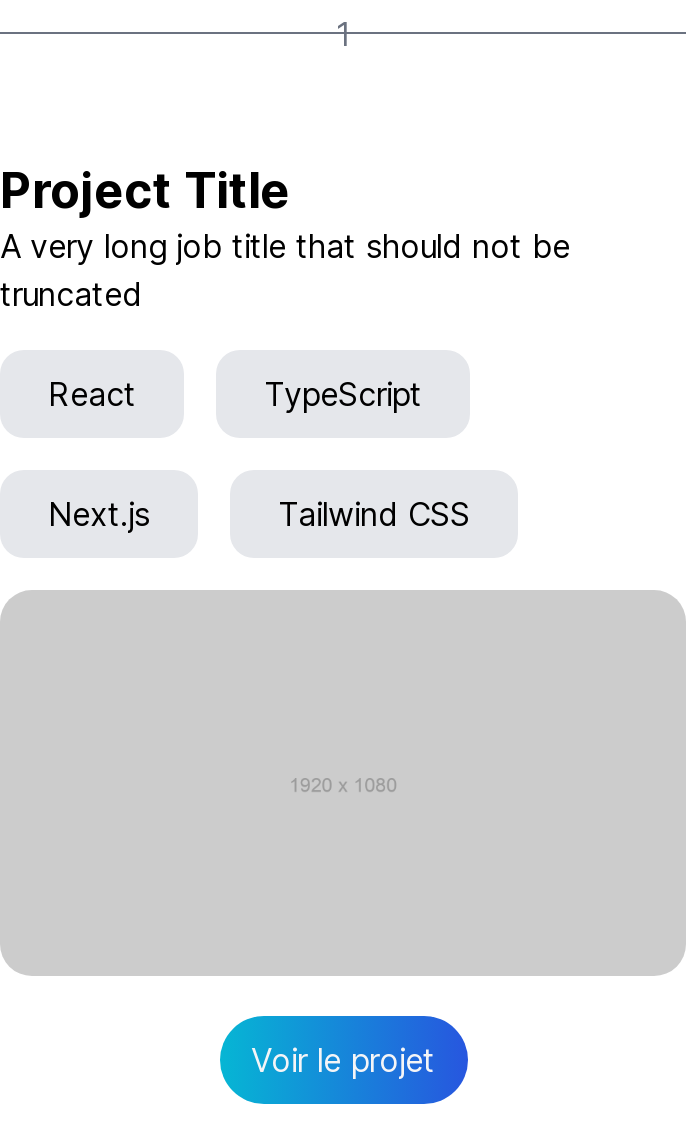 1
Project Title
A very long job title that should not be
truncated
React TypeScript
Next.js Tailwind CSS
1920 x 1080
Voir le projet